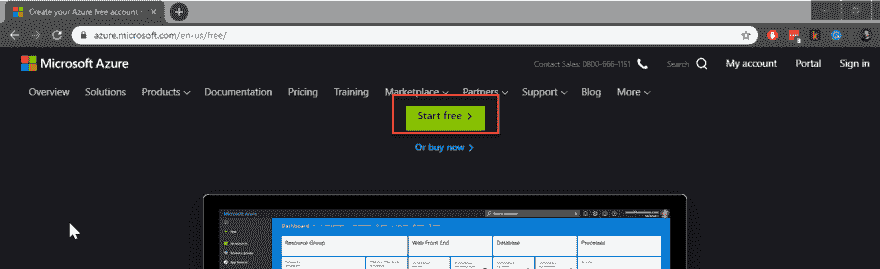 Create your Azure free account
azure.microsoft.com/en-us/free/
Microsoft Azure
Contact Sales: 0800-666-1151
Search
My account
Portal
Sign in
Overview
Solutions
Products
Documentation
Pricing
Training
Marketplace
Partners
Support
Blog
More
Start free
Or buy now
Microsoft Azure
Dashboard
Resource Group
Web Front End
Database
Processes